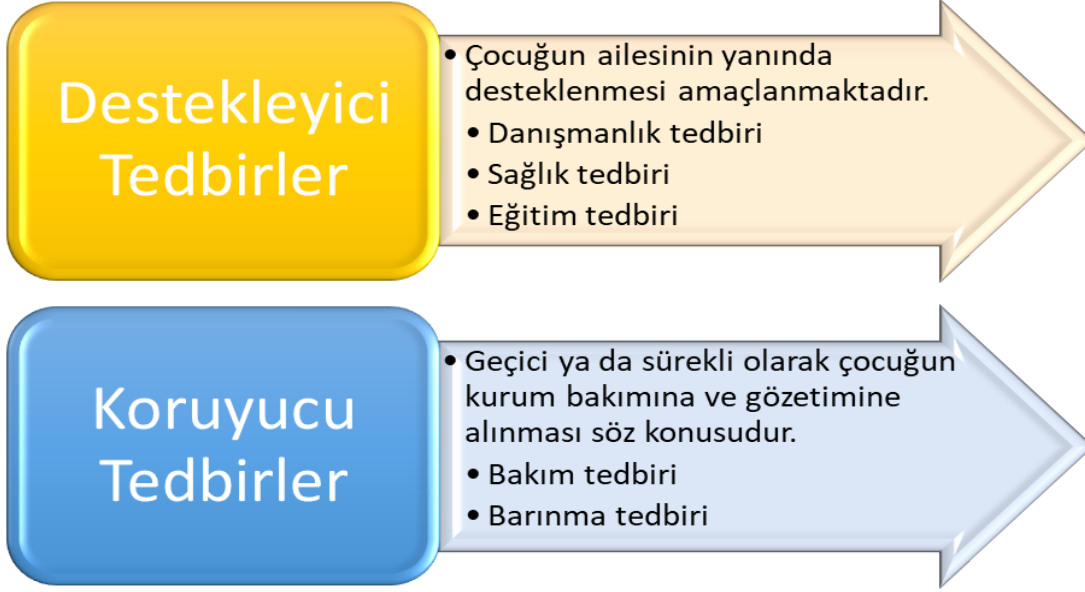 Destekleyici
Tedbirler
• Çocuğun ailesinin yanında
desteklenmesi amaçlanmaktadır.
• Danışmanlık tedbiri
• Sağlık tedbiri
• Eğitim tedbiri
Koruyucu
Tedbirler
• Geçici ya da sürekli olarak çocuğun
kurum bakımına ve gözetimine
alınması söz konusudur.
• Bakım tedbiri
• Barınma tedbiri